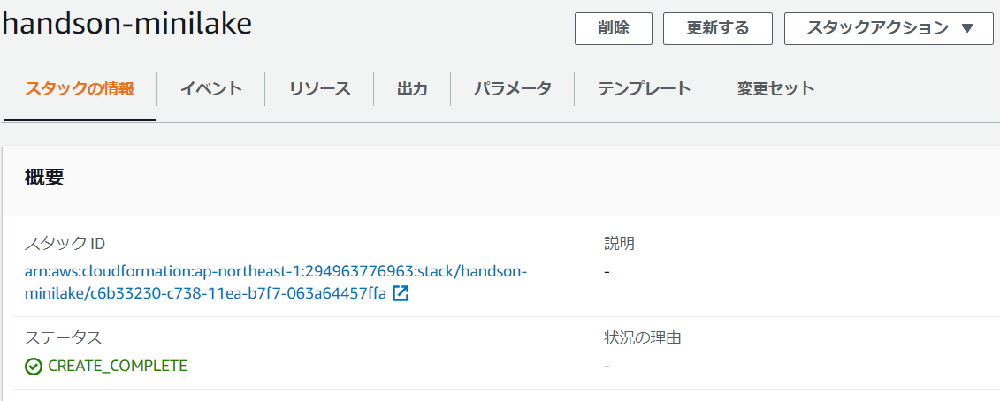 handson-minilake
削除
更新する
スタックアクション ▼
スタックの情報
イベント
リソース
出力
パラメータ
テンプレート
変更セット
概要
スタック ID
arn:aws:cloudformation:ap-northeast-1:294963776963:stack/handson-
minilake/c6b33230-c738-11ea-b7f7-063a64457ffa
説明
-
ステータス
CREATE_COMPLETE
状況の理由
-